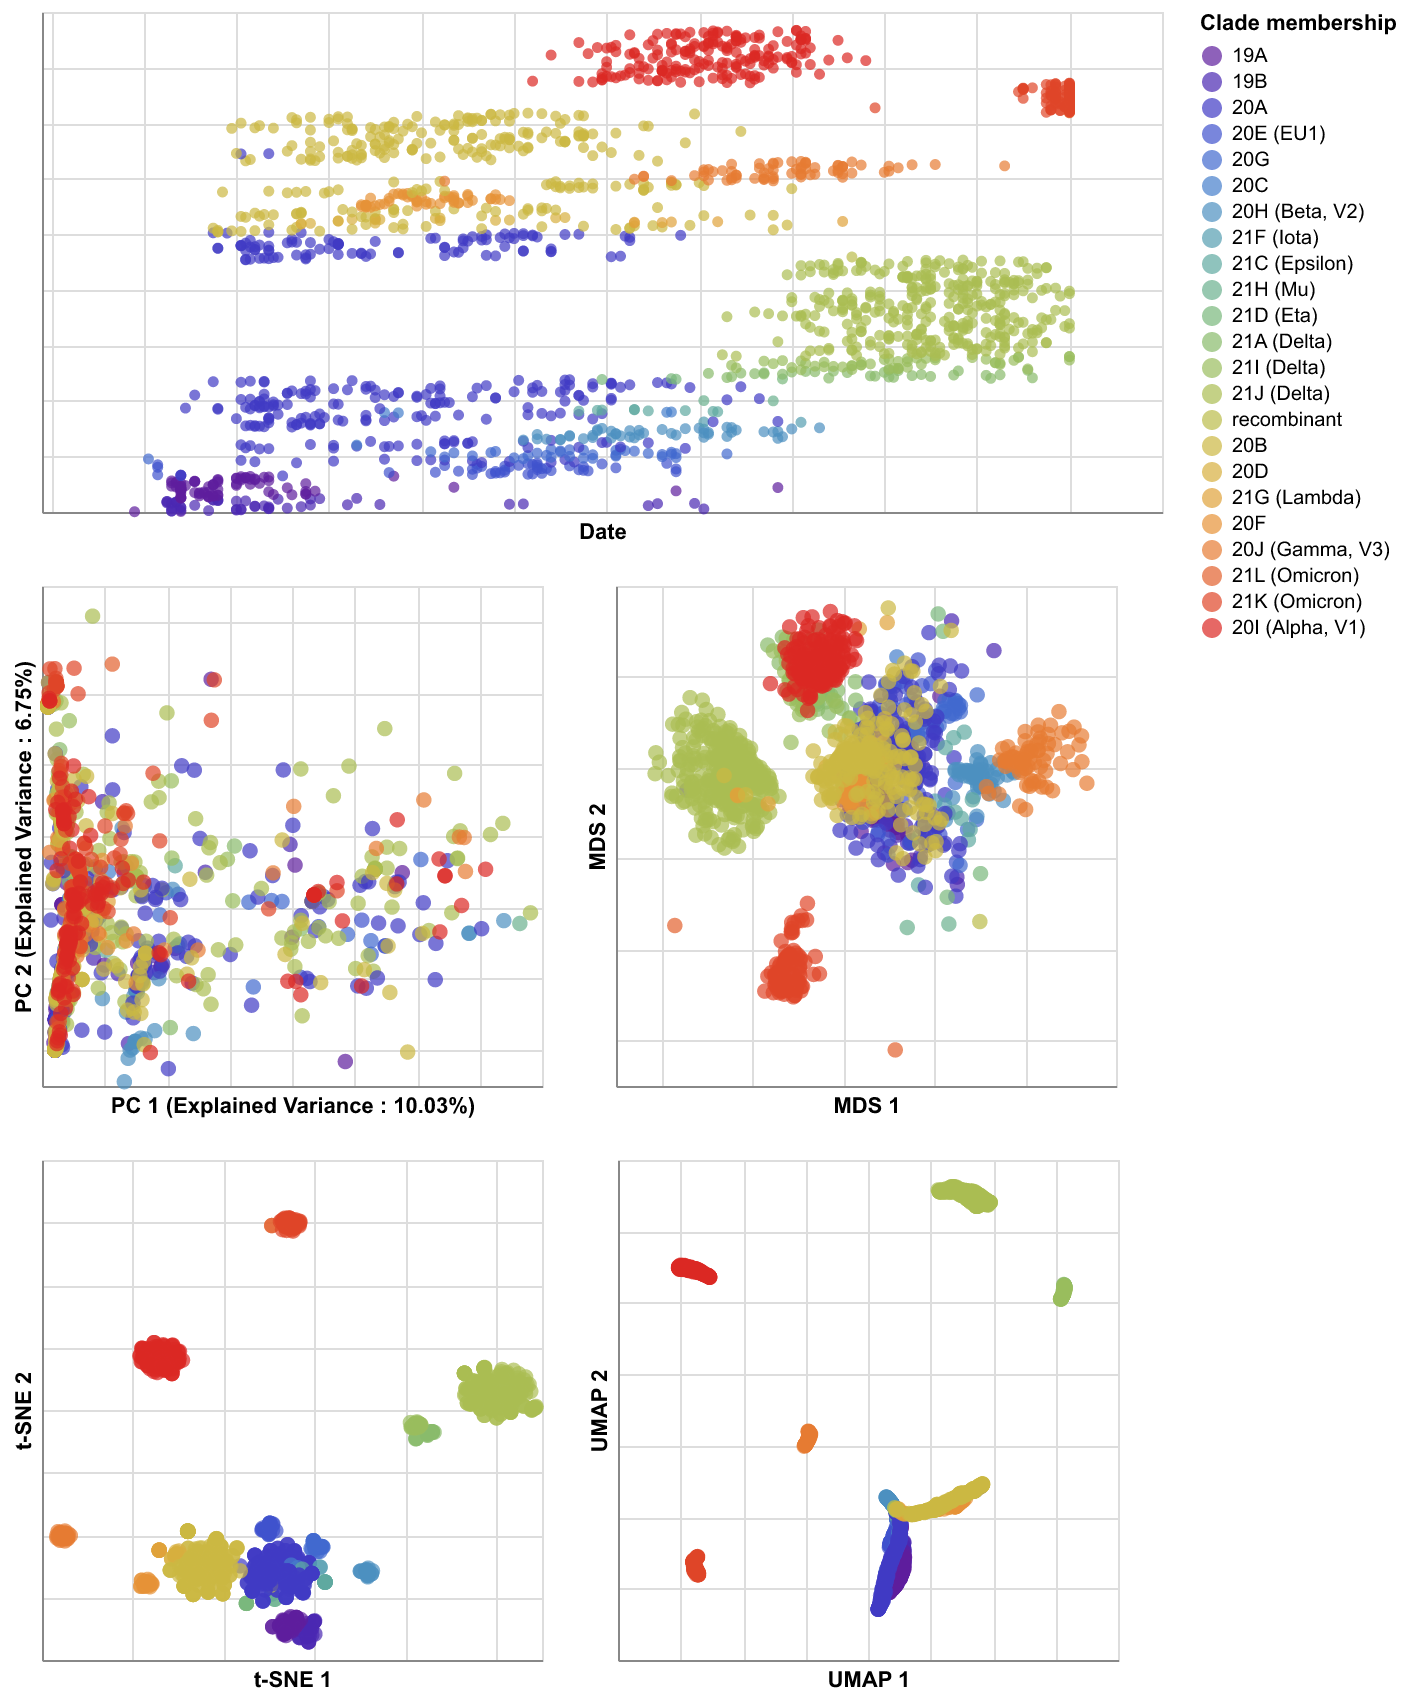 Clade membership
19A
19B
20A
20E (EU1)
20G
20C
20H (Beta, V2)
21F (Iota)
21C (Epsilon)
21H (Mu)
21D (Eta)
21A (Delta)
21I (Delta)
21J (Delta)
recombinant
20B
20D
21G (Lambda)
20F
20J (Gamma, V3)
21L (Omicron)
21K (Omicron)
20I (Alpha, V1)
Date
PC 2 (Explained Variance : 6.75%)
PC 1 (Explained Variance : 10.03%)
MDS 2
MDS 1
t-SNE 2
t-SNE 1
UMAP 2
UMAP 1